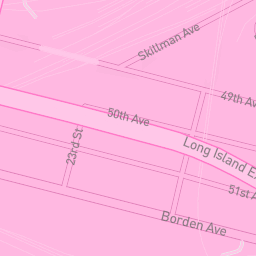 Skillman Ave
49th Av
50th Ave
Long Island E
23rd St
51st A
Borden Ave